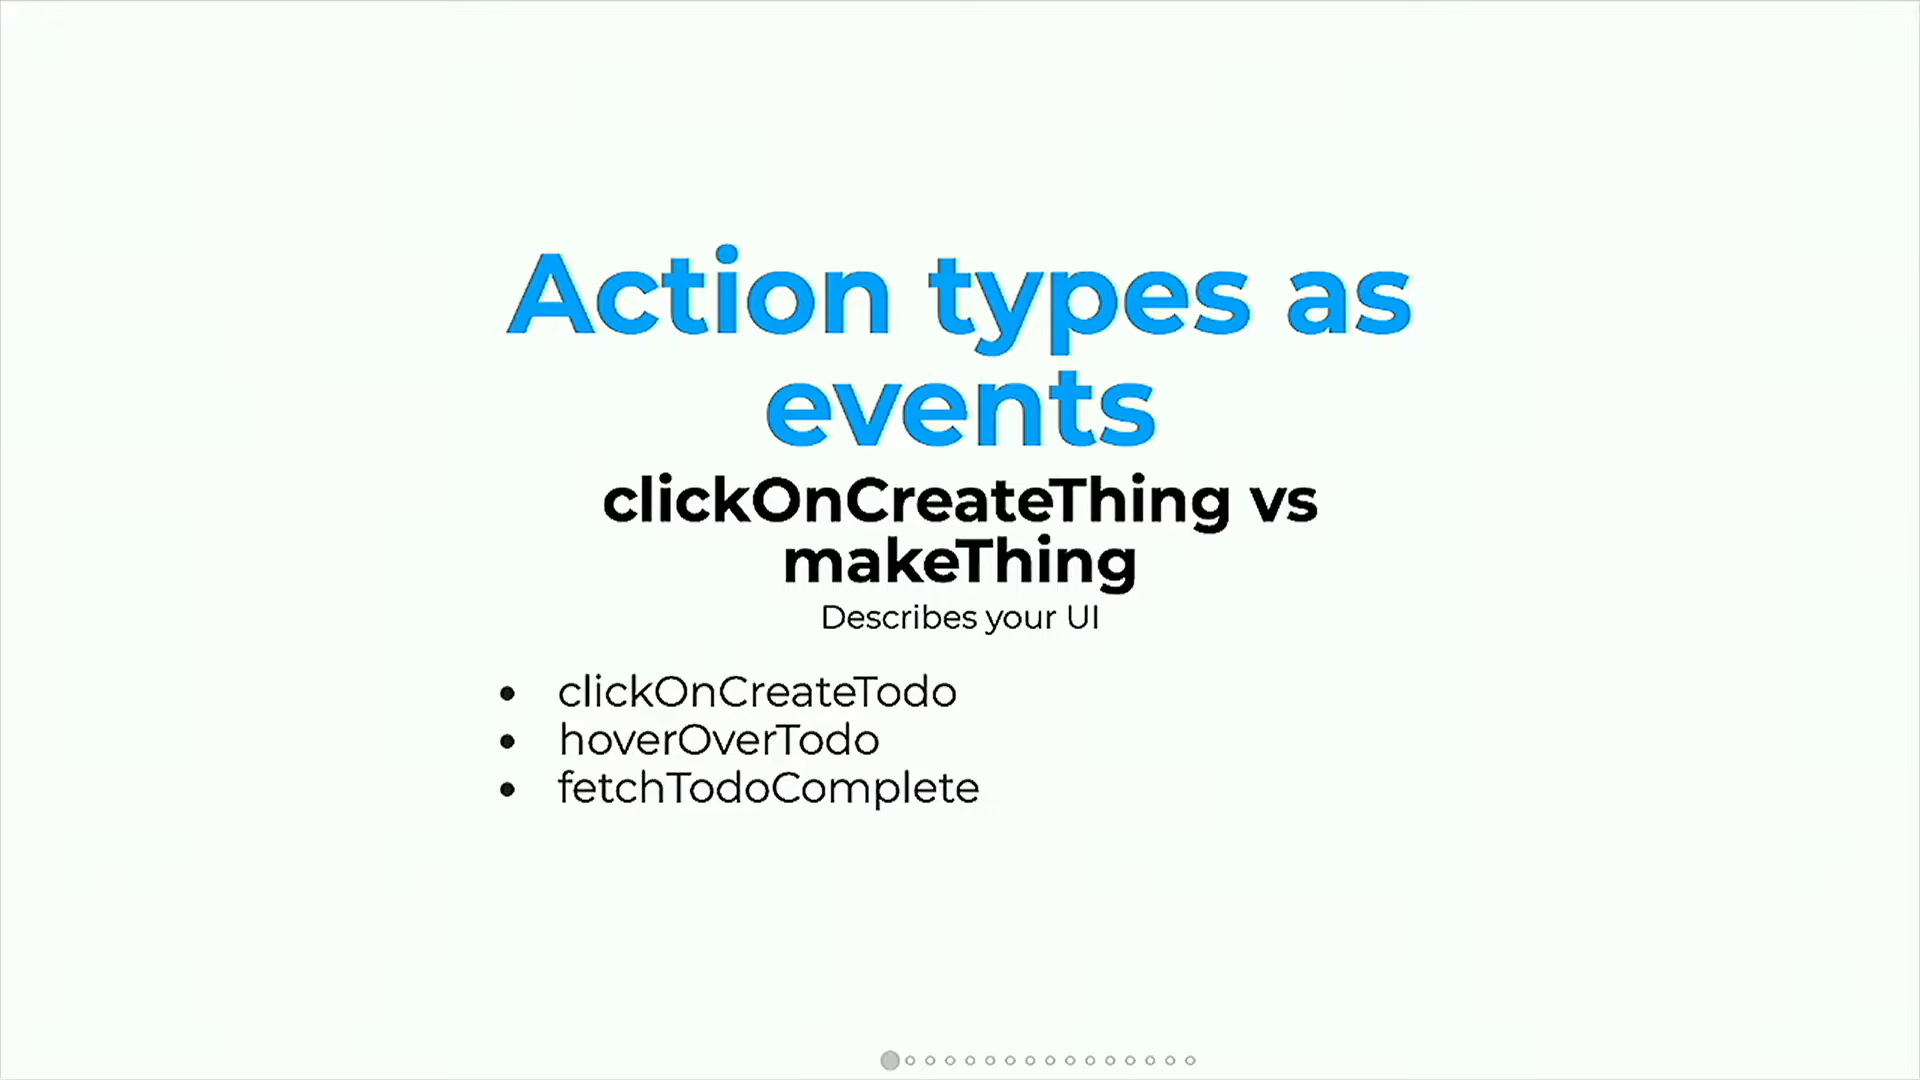 Action types as
events
clickOnCreateThing vs
makeThing
Describes your UI
• clickOnCreateTodo
• hoverOverTodo
• fetchTodoComplete